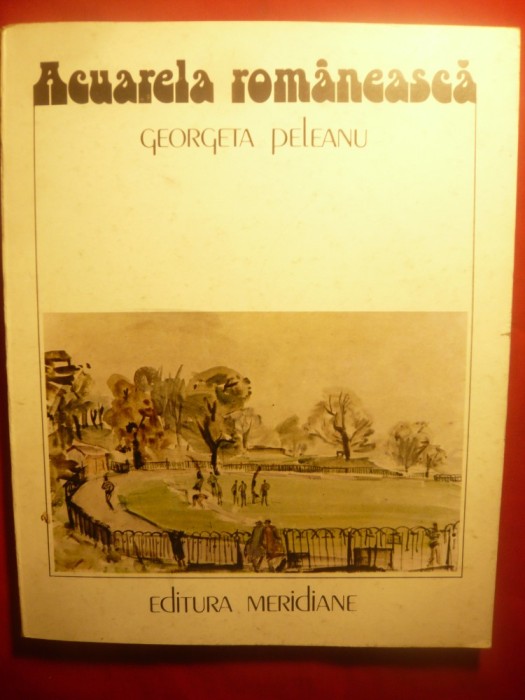 Acuarela românească
GEORGETA PELEANU
EDITURA MERIDIANE